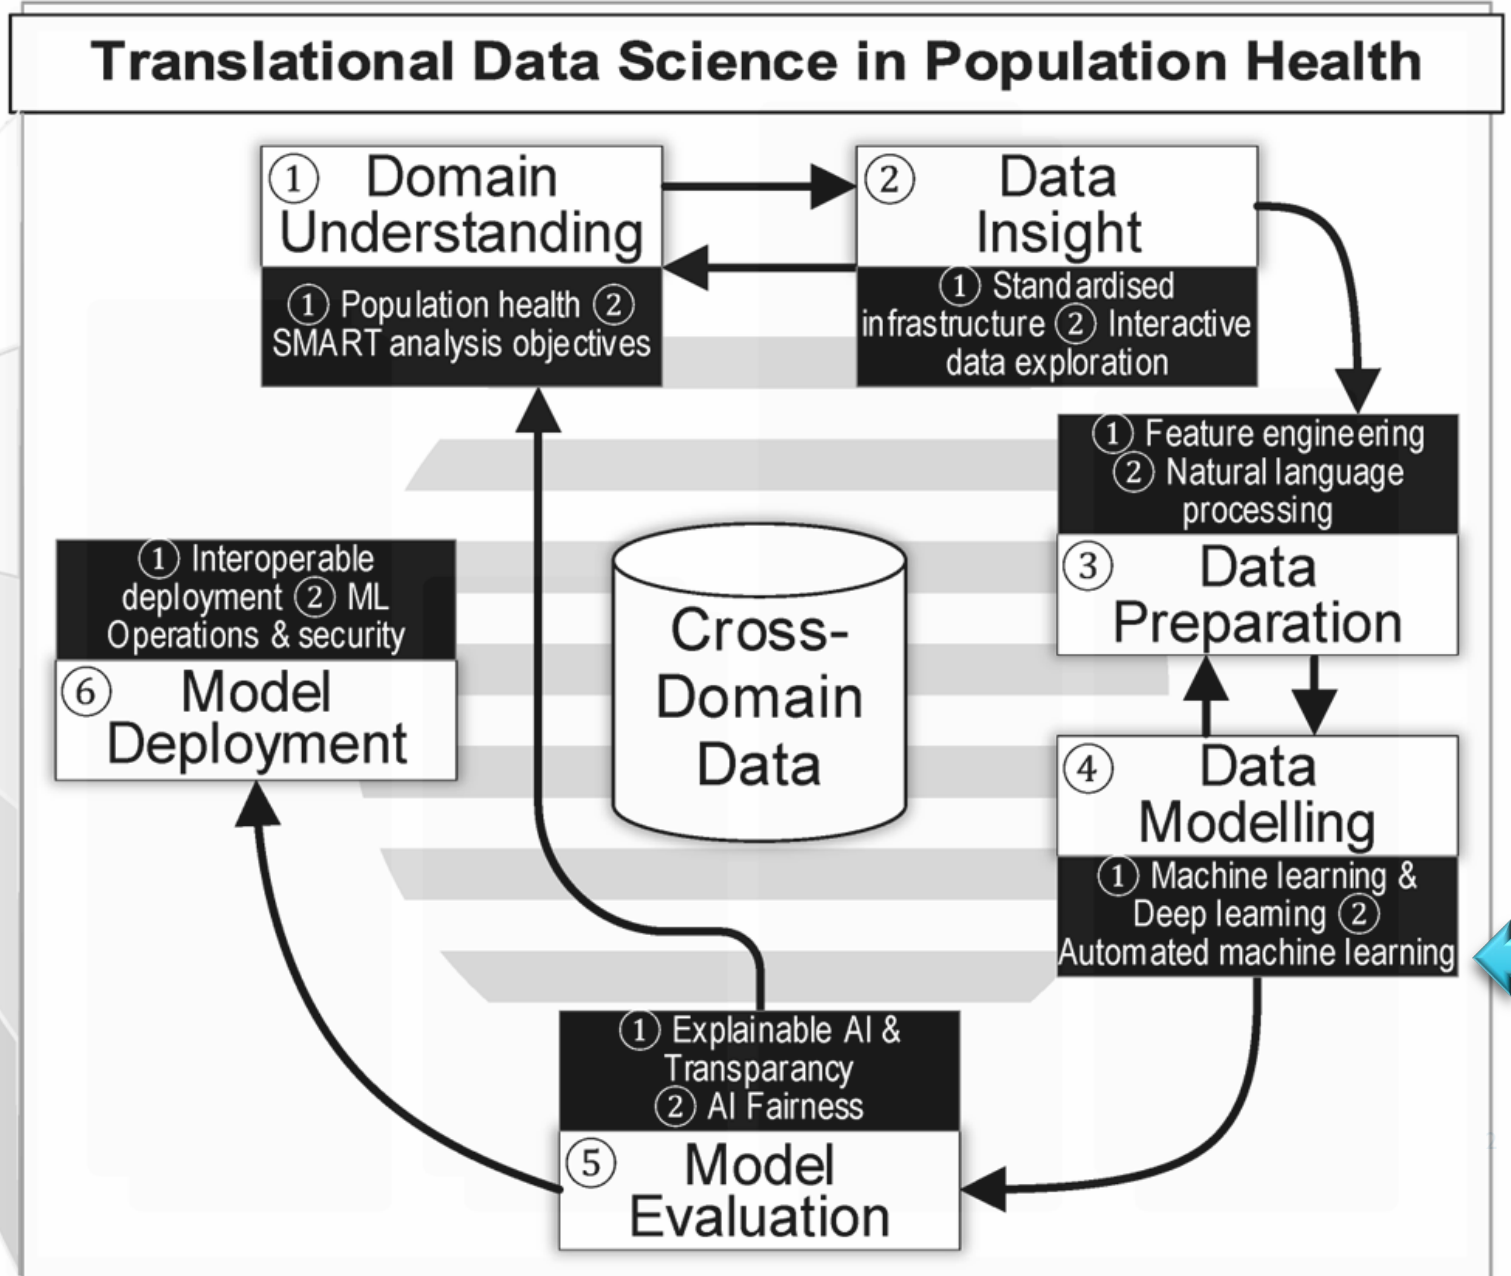 Translational Data Science in Population Health
① Domain
Understanding
① Population health ②
SMART analysis objectives
② Data
Insight
① Standardised
infrastructure ② Interactive
data exploration
① Feature engineering
② Natural language
processing
③ Data
Preparation
④ Data
Modelling
① Machine learning &
Deep learning ②
Automated machine learning
① Explainable AI &
Transparancy
② AI Fairness
⑤ Model
Evaluation
① Interoperable
deployment ② ML
Operations & security
⑥ Model
Deployment
Cross-
Domain
Data
2